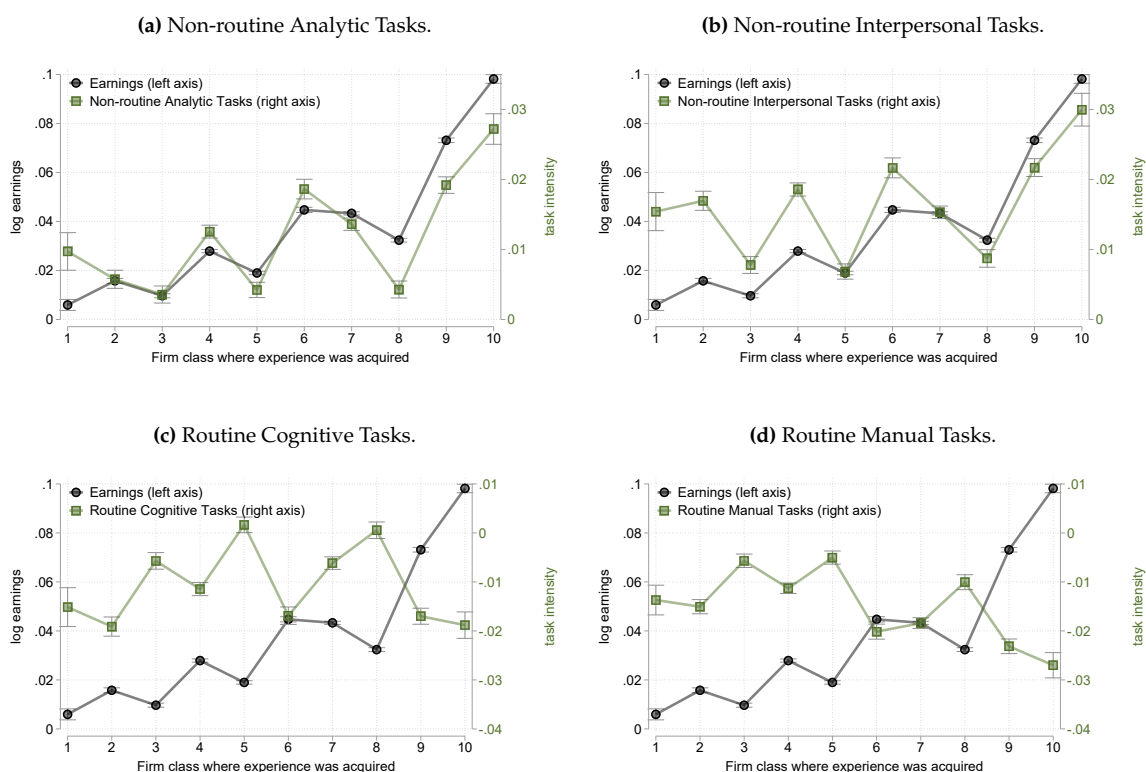 (a) Non-routine Analytic Tasks.
Earnings (left axis)
Non-routine Analytic Tasks (right axis)
log earnings
.1
.08
.06
.04
.02
0
task intensity
.03
.02
.01
0
1 2 3 4 5 6 7 8 9 10
Firm class where experience was acquired
(b) Non-routine Interpersonal Tasks.
Earnings (left axis)
Non-routine Interpersonal Tasks (right axis)
log earnings
.1
.08
.06
.04
.02
0
task intensity
.03
.02
.01
0
1 2 3 4 5 6 7 8 9 10
Firm class where experience was acquired
(c) Routine Cognitive Tasks.
Earnings (left axis)
Routine Cognitive Tasks (right axis)
log earnings
.1
.08
.06
.04
.02
0
task intensity
.01
0
-.01
-.02
-.03
-.04
1 2 3 4 5 6 7 8 9 10
Firm class where experience was acquired
(d) Routine Manual Tasks.
Earnings (left axis)
Routine Manual Tasks (right axis)
log earnings
.1
.08
.06
.04
.02
0
task intensity
.01
0
-.01
-.02
-.03
-.04
1 2 3 4 5 6 7 8 9 10
Firm class where experience was acquired